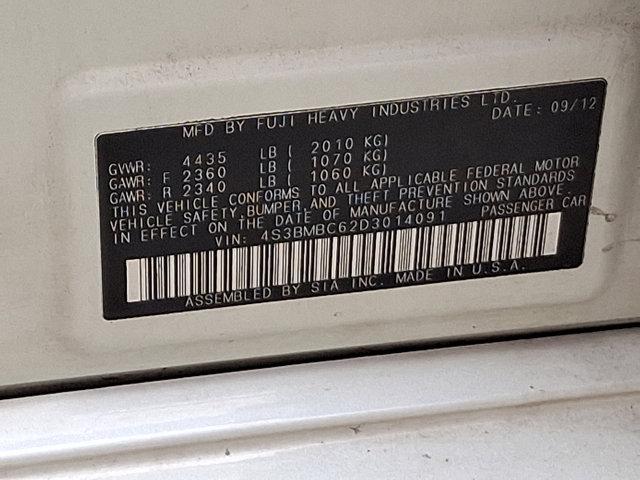 MFD BY FUJI HEAVY INDUSTRIES LTD.
DATE: 09/12
GVWR: 4435 LB ( 2010 KG)
GAWR: F 2360 LB ( 1070 KG)
GAWR: R 2340 LB ( 1060 KG)
THIS VEHICLE CONFORMS TO ALL APPLICABLE FEDERAL MOTOR
VEHICLE SAFETY, BUMPER, AND THEFT PREVENTION STANDARDS
IN EFFECT ON THE DATE OF MANUFACTURE SHOWN ABOVE.
VIN: 4S3BMBC62D3014091 PASSENGER CAR
ASSEMBLED BY SIA INC. MADE IN U.S.A.